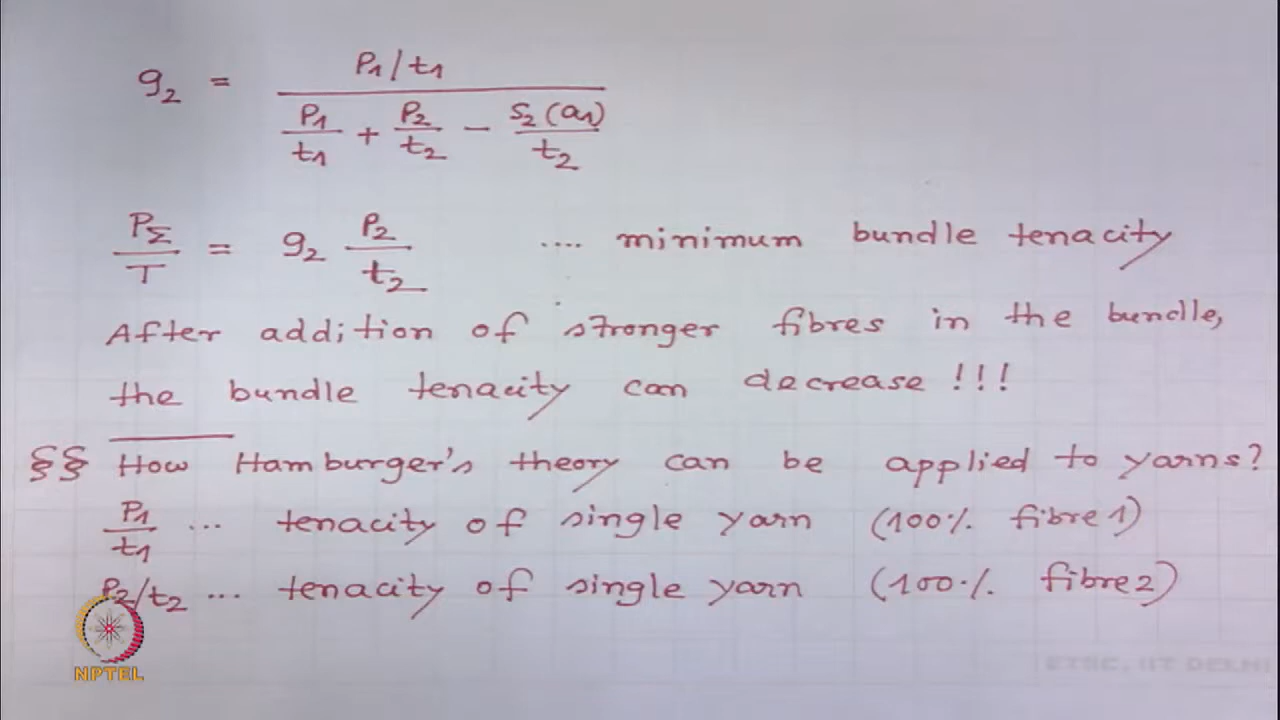 g2 = P1/t1 / (P1/t1 + P2/t2 - S2(a1)/t2)
PΣ/T = g2 P2/t2 .... minimum bundle tenacity
After addition of stronger fibres in the bundle,
the bundle tenacity can decrease !!!
§§ How Hamburger's theory can be applied to yarns?
P1/t1 ... tenacity of single yarn (100% fibre 1)
P2/t2 ... tenacity of single yarn (100% fibre 2)
NPTEL
ETSC, IIT DELHI